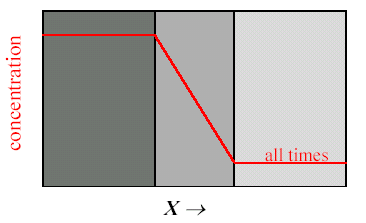 concentration
all times
X →